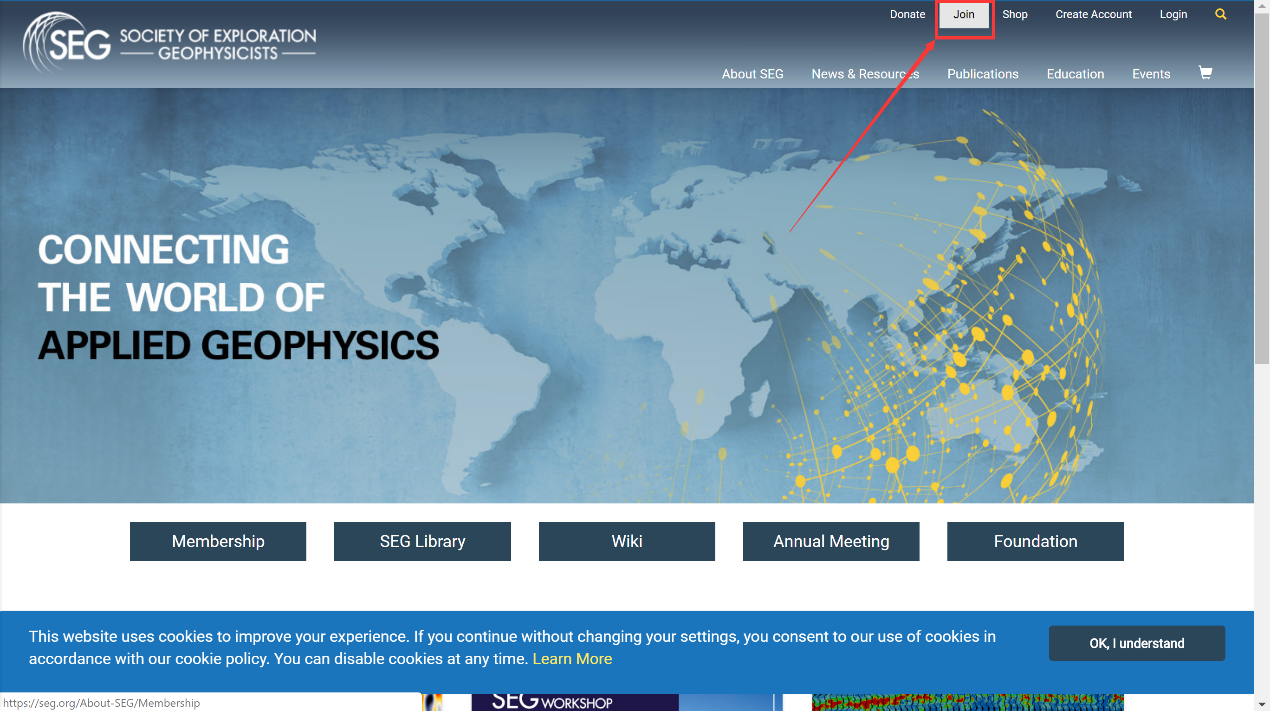 Donate Join Shop Create Account Login
SEG SOCIETY OF EXPLORATION
GEOPHYSICISTS
About SEG News & Resources Publications Education Events
CONNECTING
THE WORLD OF
APPLIED GEOPHYSICS
Membership SEG Library Wiki Annual Meeting Foundation
This website uses cookies to improve your experience. If you continue without changing your settings, you consent to our use of cookies in
accordance with our cookie policy. You can disable cookies at any time. Learn More
OK, I understand
SEG WORKSHOP
https://seg.org/About-SEG/Membership